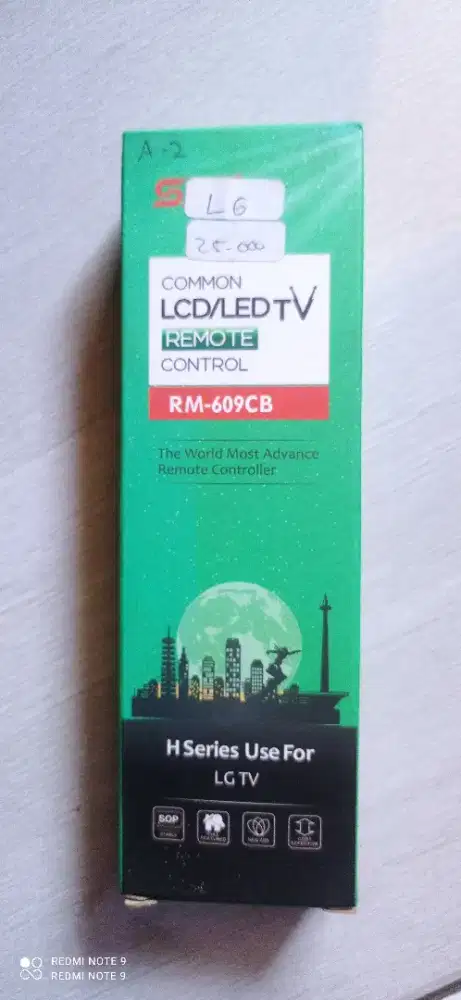 A-2
LG
25.000
COMMON
LCD/LED TV
REMOTE
CONTROL
RM-609CB
The World Most Advance
Remote Controller
H Series Use For
LG TV
REDMI NOTE 9
REDMI NOTE 9